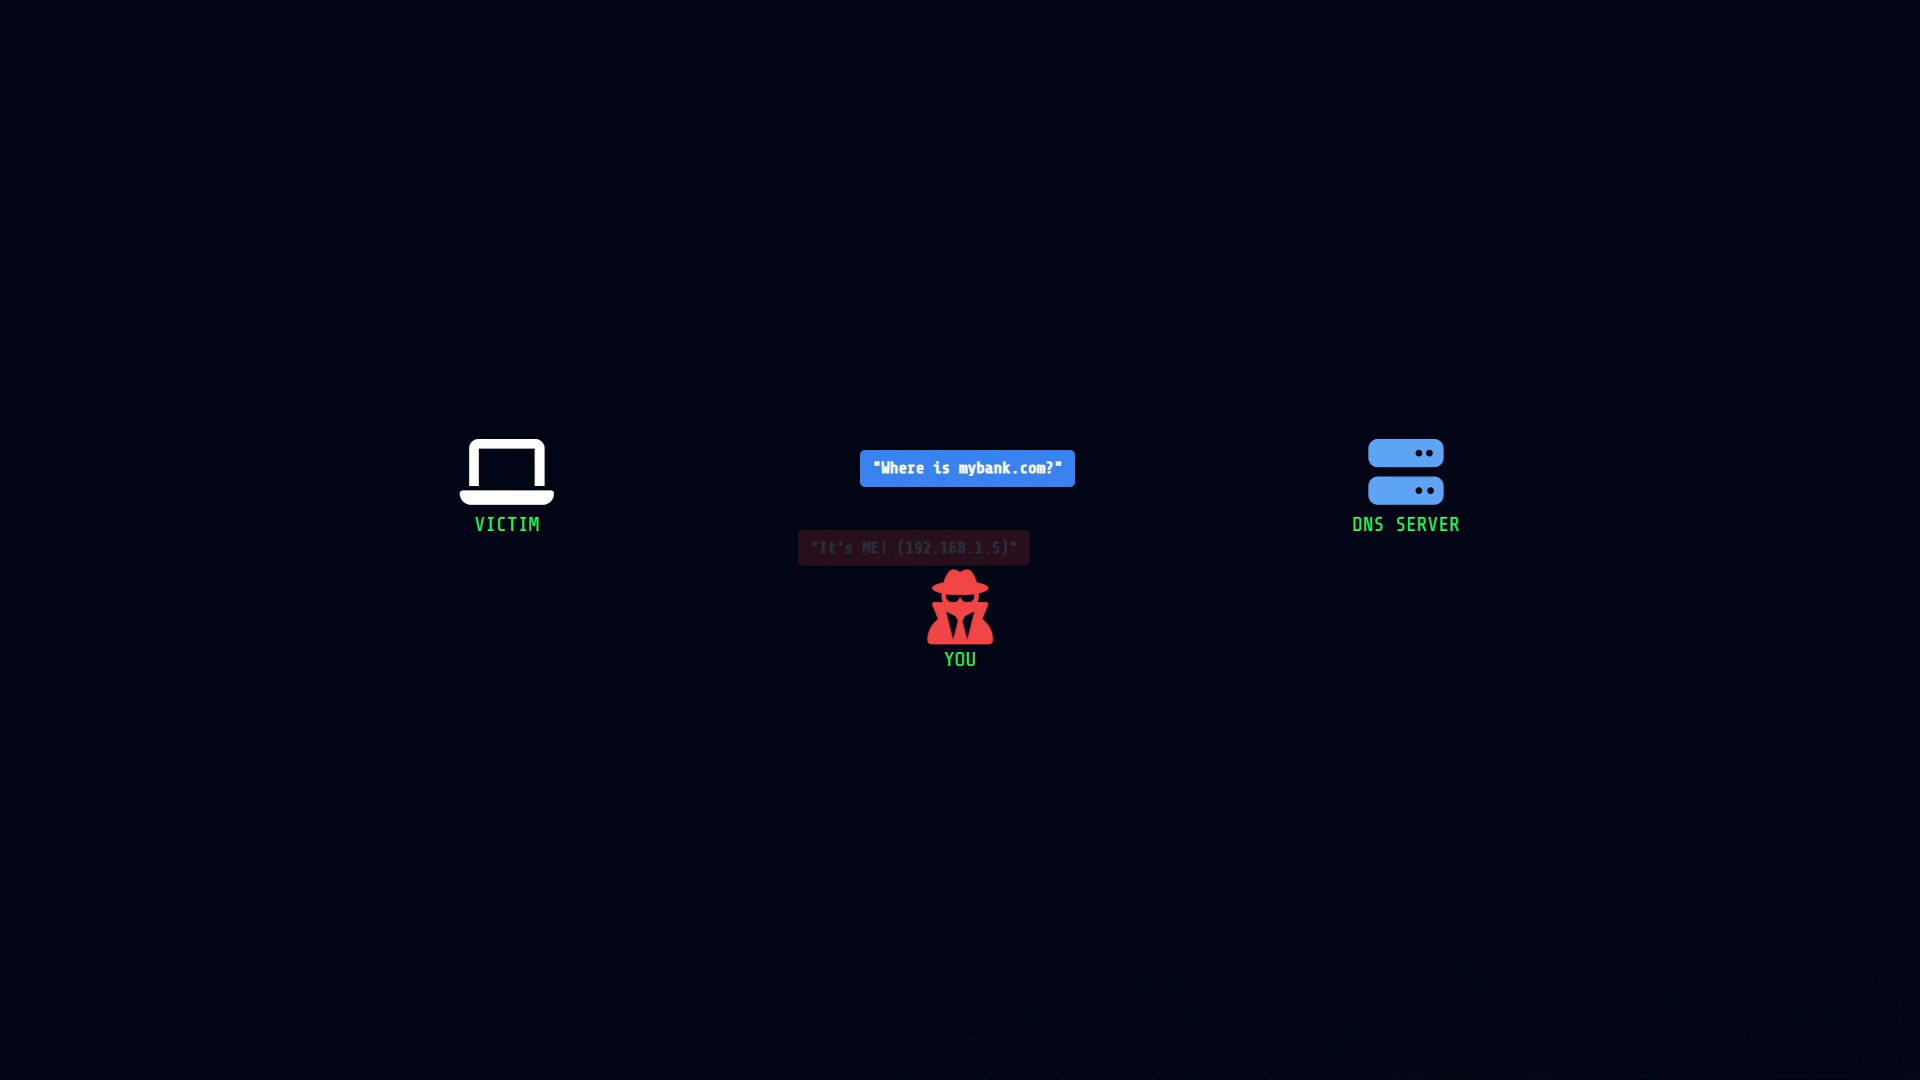 "Where is mybank.com?"
VICTIM
DNS SERVER
"It's ME! (192.168.1.5)"
YOU